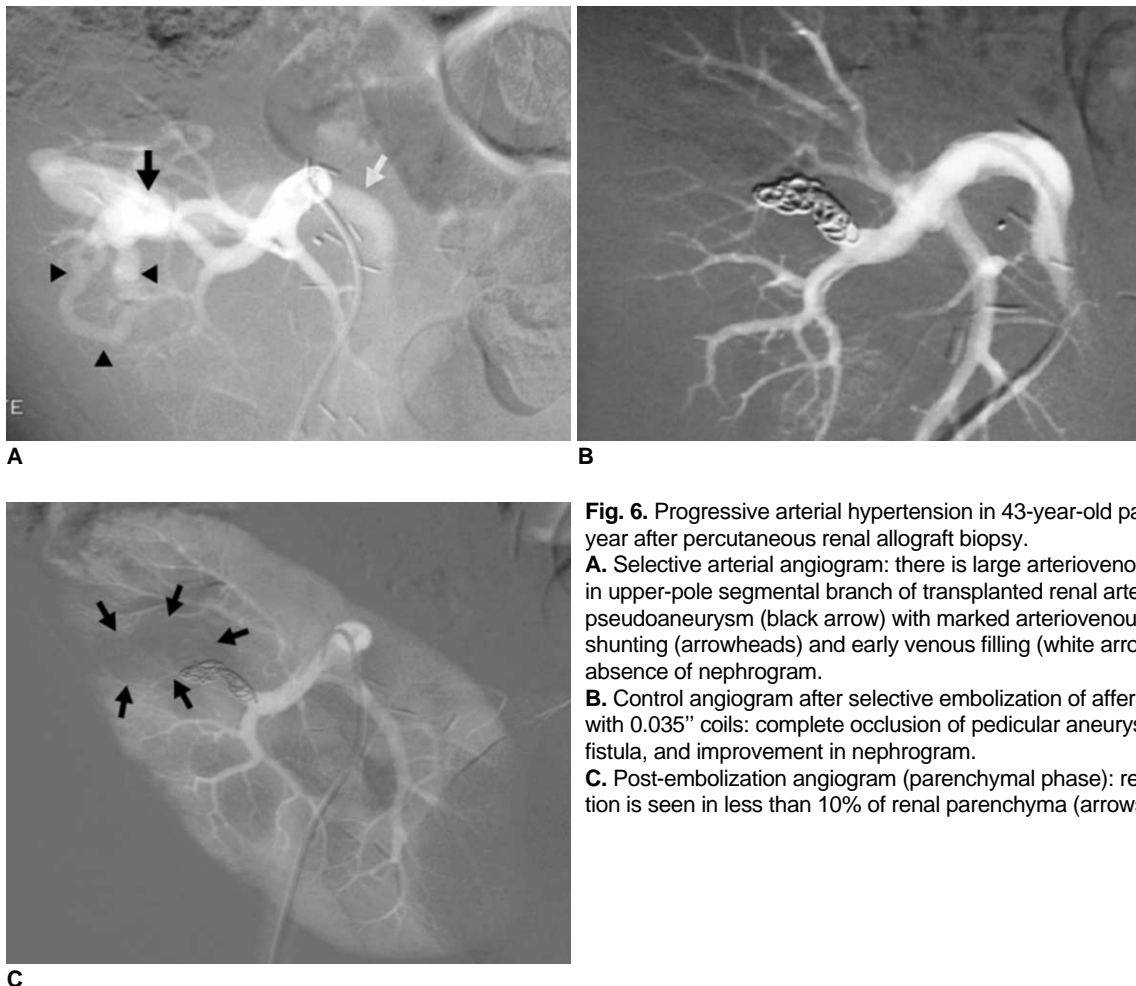 E
A
B
C
Fig. 6. Progressive arterial hypertension in 43-year-old pa
year after percutaneous renal allograft biopsy.
A. Selective arterial angiogram: there is large arterioveno
in upper-pole segmental branch of transplanted renal arte
pseudoaneurysm (black arrow) with marked arteriovenou
shunting (arrowheads) and early venous filling (white arro
absence of nephrogram.
B. Control angiogram after selective embolization of affer
with 0.035’’ coils: complete occlusion of pedicular aneurys
fistula, and improvement in nephrogram.
C. Post-embolization angiogram (parenchymal phase): re
tion is seen in less than 10% of renal parenchyma (arrows